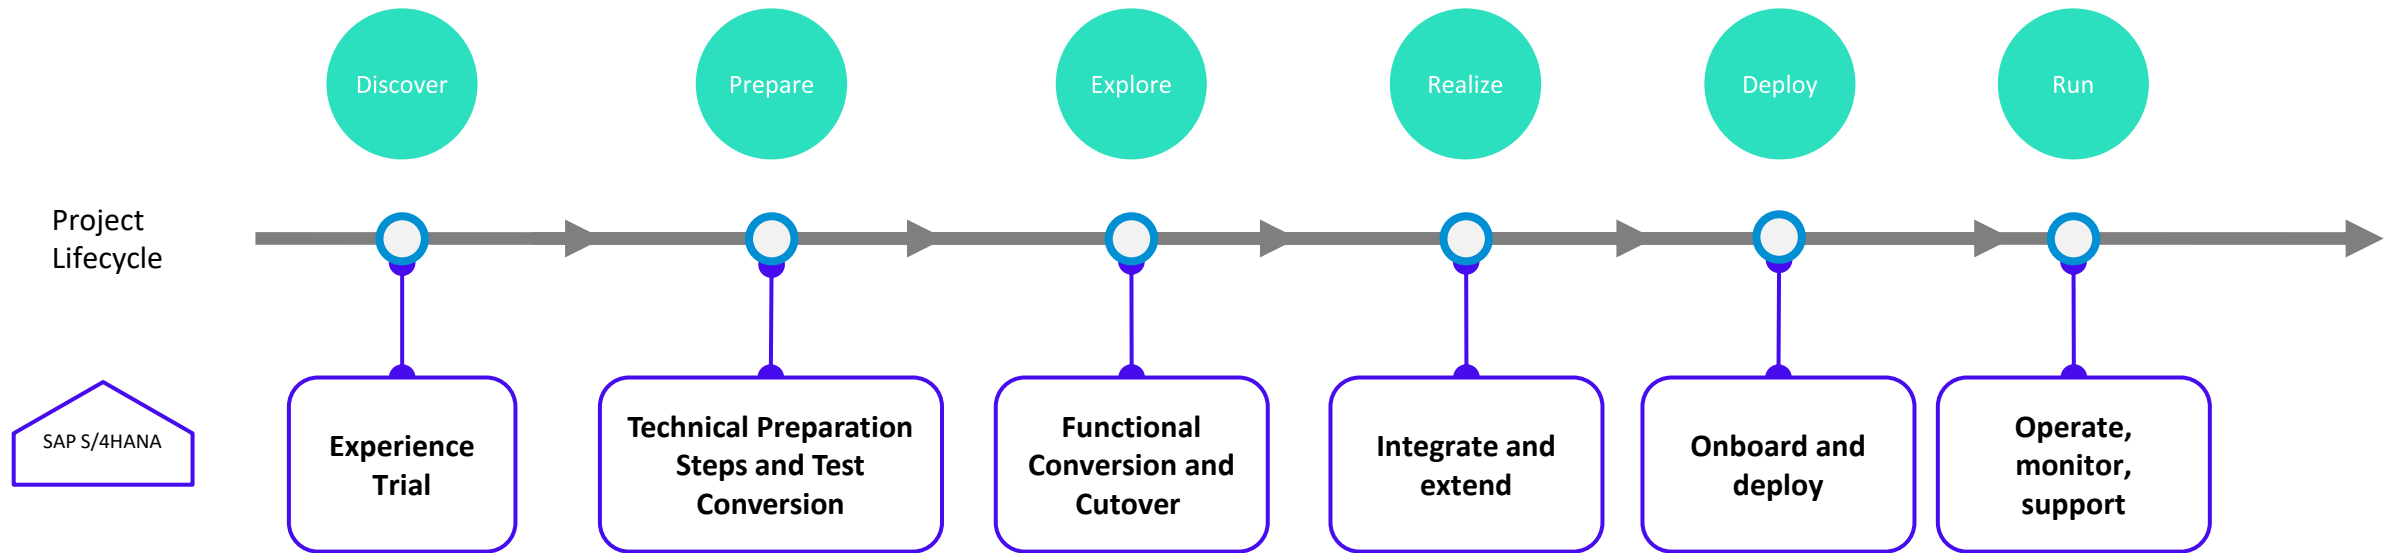 Discover
Prepare
Explore
Realize
Deploy
Run
Project
Lifecycle
SAP S/4HANA
Experience
Trial
Technical Preparation
Steps and Test
Conversion
Functional
Conversion and
Cutover
Integrate and
extend
Onboard and
deploy
Operate,
monitor,
support